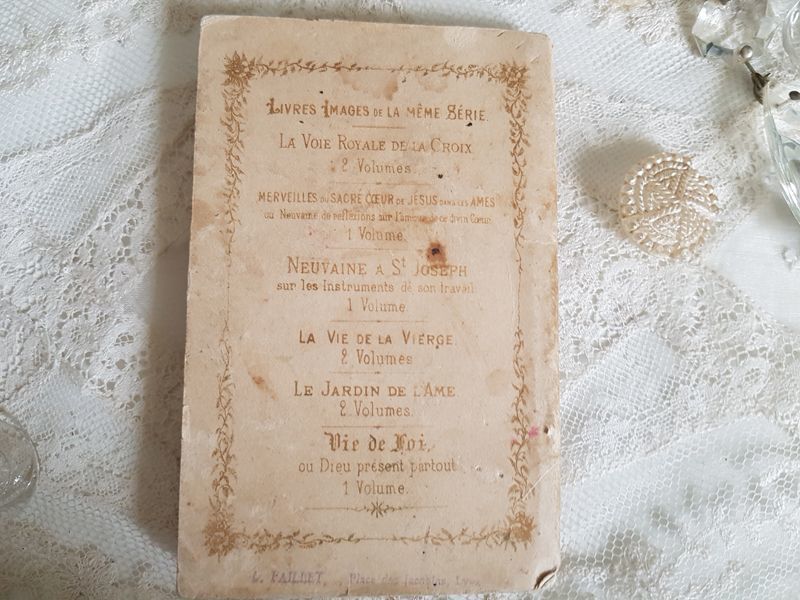 LIVRES IMAGES DE LA MÊME SÉRIE.
LA VOIE ROYALE DE LA CROIX
2 Volumes.
MERVEILLES DU SACRÉ CŒUR DE JÉSUS DANS LES AMES
ou Neuvaine de réflexions sur l'amour de ce divin Cœur
1 Volume.
NEUVAINE A St JOSEPH
sur les Instruments de son travail
1 Volume
LA VIE DE LA VIERGE.
2 Volumes
LE JARDIN DE L'AME.
2 Volumes.
Vie de Foi,
ou Dieu présent partout
1 Volume.
PAILLET, Place des Jacobins, Lyon